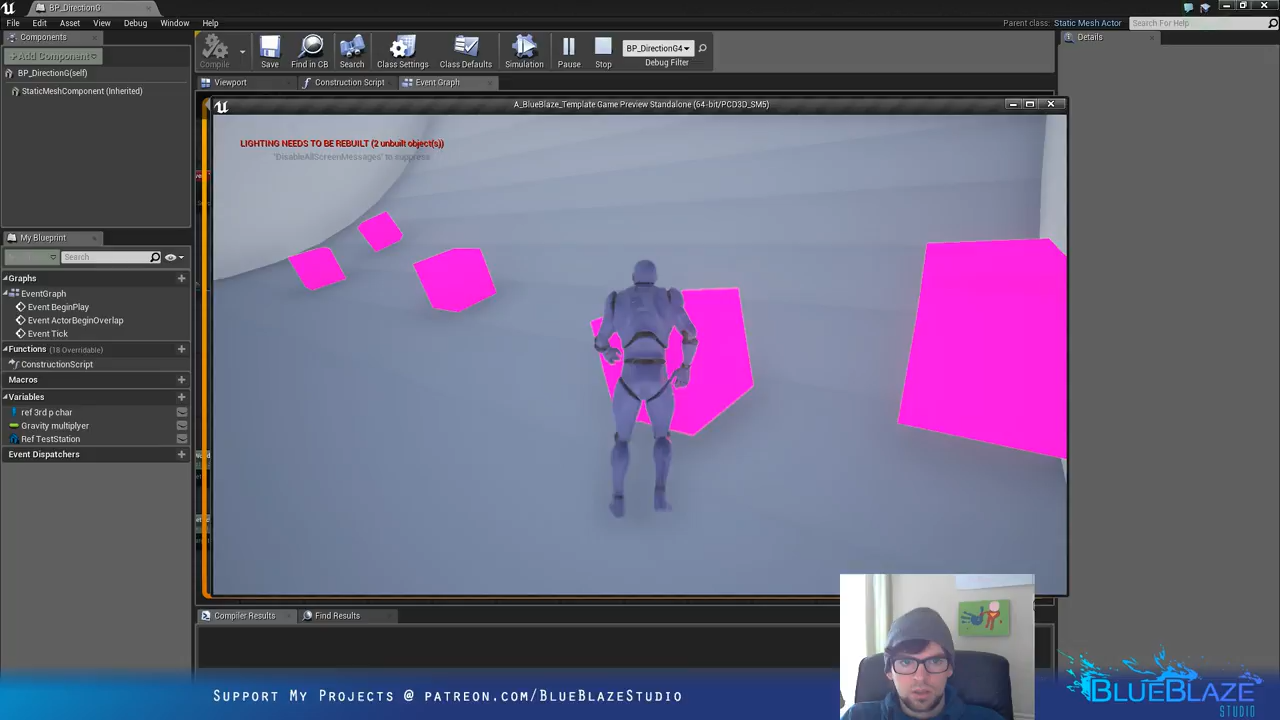 BP_DirectionG
File Edit Asset View Debug Window Help
Parent class: Static Mesh Actor
Search For Help
Components
+Add Component
BP_DirectionG(self)
StaticMeshComponent (Inherited)
My Blueprint
Search
Graphs
EventGraph
Event BeginPlay
Event ActorBeginOverlap
Event Tick
Functions (18 Overridable)
ConstructionScript
Macros
Variables
ref 3rd p char
Gravity multiplyer
Ref TestStation
Event Dispatchers
Compile Save Find in CB Search Class Settings Class Defaults Simulation Pause Stop
BP_DirectionG4
Debug Filter
Viewport Construction Script Event Graph
Details
A_BlueBlaze_Template Game Preview Standalone (64-bit/PCD3D_SM5)
LIGHTING NEEDS TO BE REBUILT (2 unbuilt object(s))
'DisableAllScreenMessages' to suppress
Compiler Results Find Results
Support My Projects @ patreon.com/BlueBlazeStudio
BlueBlaze
Studio